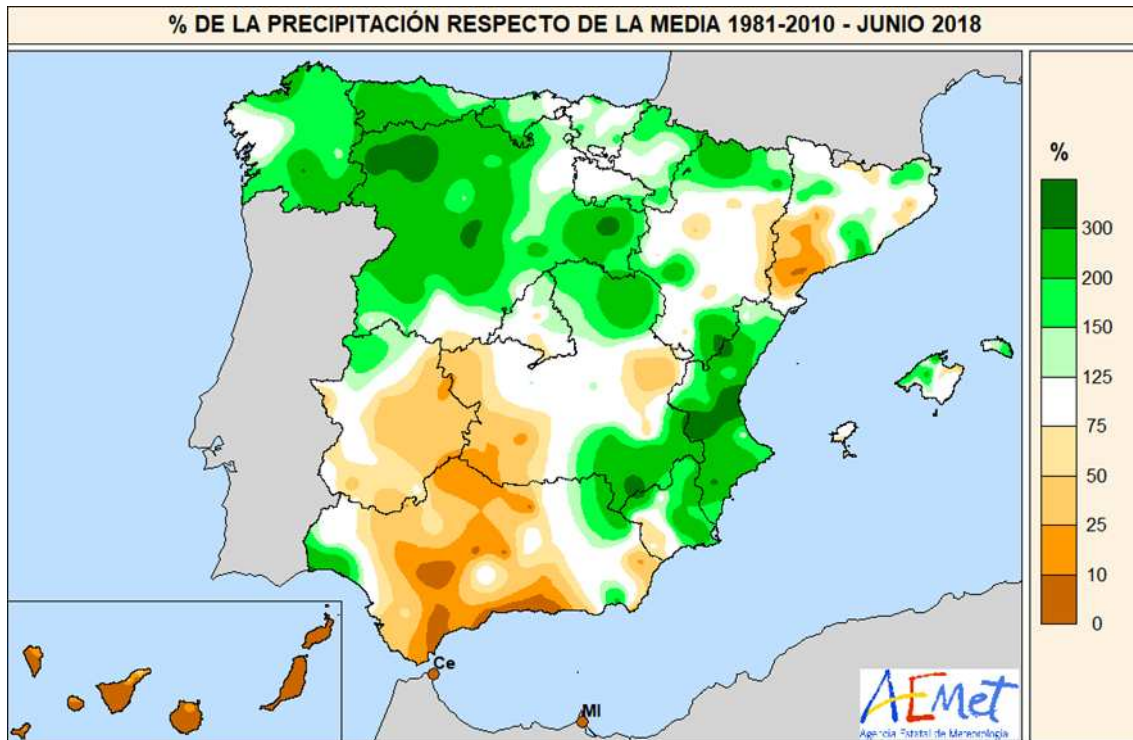 % DE LA PRECIPITACIÓN RESPECTO DE LA MEDIA 1981-2010 - JUNIO 2018
%
300
200
150
125
75
50
25
10
0
Ce
Ml
AEMet
Agencia Estatal de Meteorología